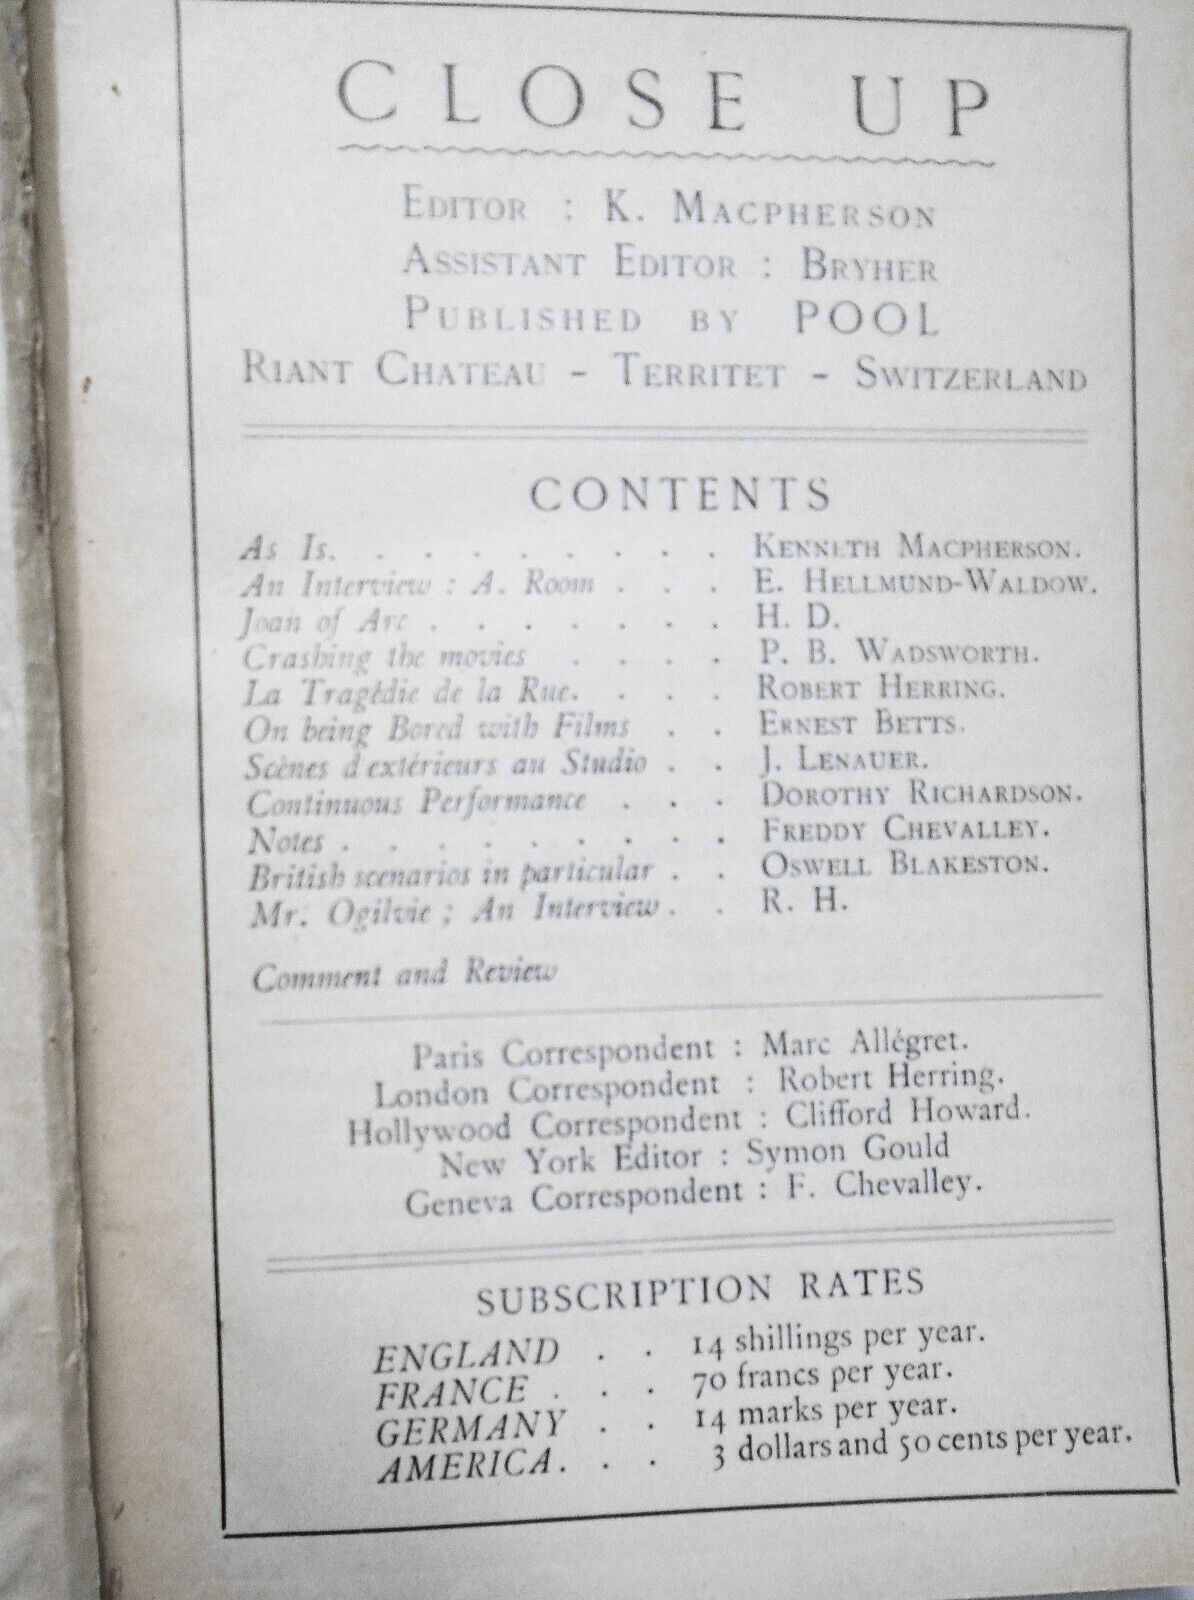 CLOSE UP
EDITOR : K. MACPHERSON
ASSISTANT EDITOR : BRYHER
PUBLISHED BY POOL
RIANT CHATEAU - TERRITET - SWITZERLAND
CONTENTS
As Is. . . . . . . . . KENNETH MACPHERSON.
An Interview : A. Room . . . E. HELLMUND-WALDOW.
Joan of Arc . . . . . . . H. D.
Crashing the movies . . . . P. B. WADSWORTH.
La Tragédie de la Rue. . . . ROBERT HERRING.
On being Bored with Films . . ERNEST BETTS.
Scènes d'extérieurs au Studio . . J. LENAUER.
Continuous Performance . . . DOROTHY RICHARDSON.
Notes . . . . . . . . . FREDDY CHEVALLEY.
British scenarios in particular . . OSWELL BLAKESTON.
Mr. Ogilvie ; An Interview . . R. H.
Comment and Review
Paris Correspondent : Marc Allégret.
London Correspondent : Robert Herring.
Hollywood Correspondent : Clifford Howard.
New York Editor : Symon Gould
Geneva Correspondent : F. Chevalley.
SUBSCRIPTION RATES
ENGLAND . . 14 shillings per year.
FRANCE . . . 70 francs per year.
GERMANY . . 14 marks per year.
AMERICA. . . 3 dollars and 50 cents per year.